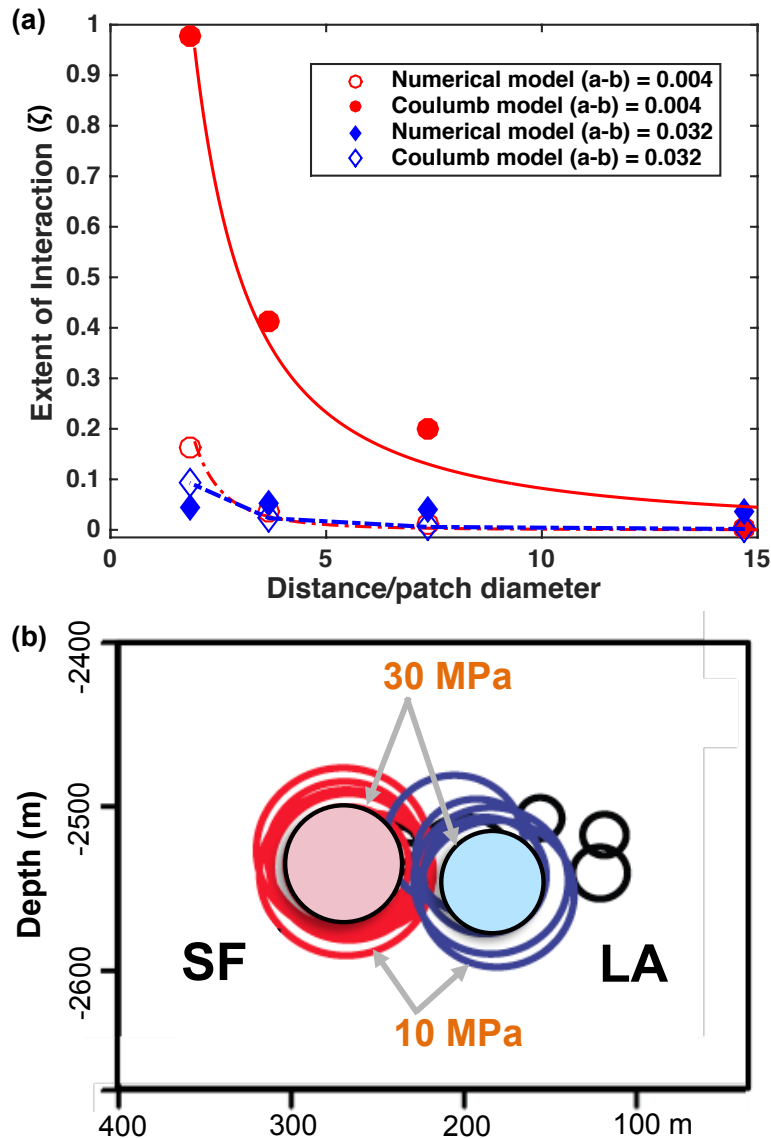 (a)
1
0.9
0.8
0.7
0.6
0.5
0.4
0.3
0.2
0.1
0
Extent of Interaction (ζ)
Numerical model (a-b) = 0.004
Coulumb model (a-b) = 0.004
Numerical model (a-b) = 0.032
Coulumb model (a-b) = 0.032
0 5 10 15
Distance/patch diameter
(b)
-2400
-2500
-2600
Depth (m)
30 MPa
SF
LA
10 MPa
400 300 200 100 m